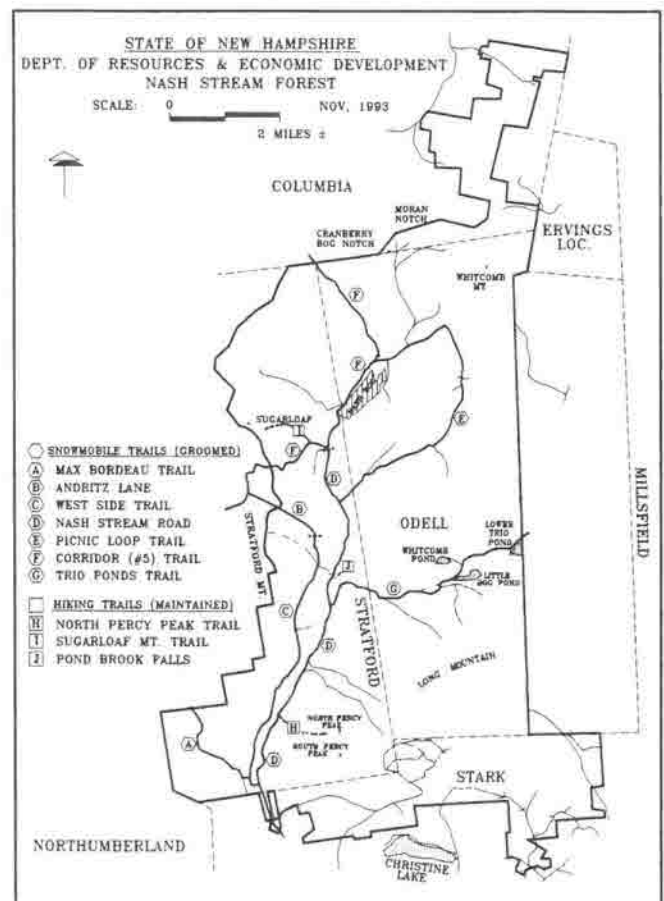 STATE OF NEW HAMPSHIRE
DEPT. OF RESOURCES & ECONOMIC DEVELOPMENT
NASH STREAM FOREST
SCALE: 0
NOV, 1993
2 MILES ±
COLUMBIA
MORAN
NOTCH
CRANBERRY
BOG NOTCH
ERVINGS
LOC.
WHITCOMB
MT.
F
F
SUGARLOAF
I
E
F
D
SNOWMOBILE TRAILS (GROOMED)
A MAX BORDEAU TRAIL
B ANDRITZ LANE
C WEST SIDE TRAIL
D NASH STREAM ROAD
E PICNIC LOOP TRAIL
F CORRIDOR (#5) TRAIL
G TRIO PONDS TRAIL
HIKING TRAILS (MAINTAINED)
H NORTH PERCY PEAK TRAIL
I SUGARLOAF MT. TRAIL
J POND BROOK FALLS
B
STRATFORD MT.
ODELL
LOWER
TRIO
POND
WHITCOMB
POND
LITTLE
BOG POND
MILLSFIELD
J
G
C
STRATFORD
D
LONG MOUNTAIN
H
NORTH PERCY
PEAK
SOUTH PERCY
PEAK
A
D
STARK
NORTHUMBERLAND
CHRISTINE
LAKE